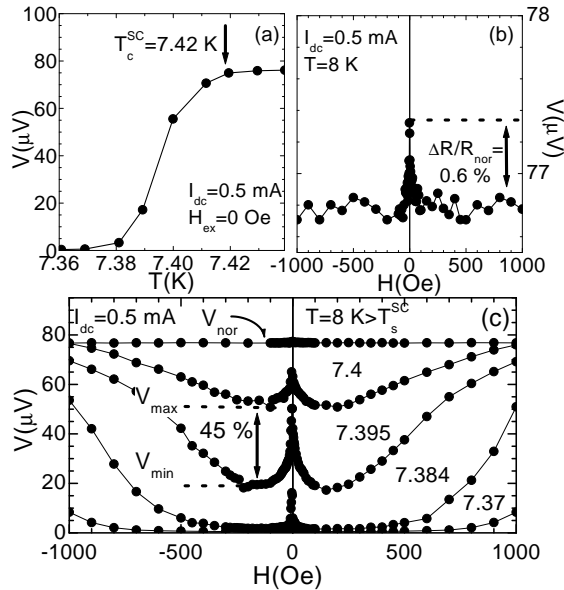 (a)
T_c^SC=7.42 K
V(μV)
100
80
60
40
20
0
I_dc=0.5 mA
H_ex=0 Oe
7.36 7.38 7.40 7.42
T(K)
(b)
I_dc=0.5 mA
T=8 K
78
77
V(μV)
ΔR/R_nor=
0.6 %
-1000 -500 0 500 1000
H(Oe)
(c)
I_dc=0.5 mA
V_nor
T=8 K>T_s^SC
V(μV)
80
60
40
20
0
V_max
45 %
V_min
7.4
7.395
7.384
7.37
-1000 -500 0 500 1000
H(Oe)